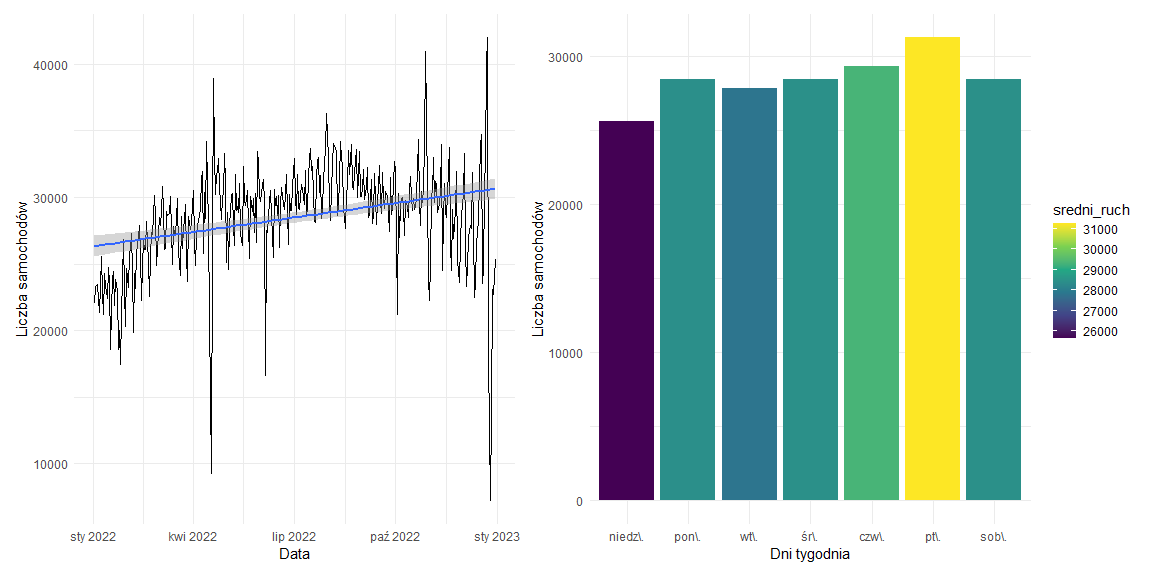 40000
30000
20000
10000
sty 2022
kwi 2022
lip 2022
paź 2022
sty 2023
Data
Liczba samochodów
30000
20000
10000
0
niedz\.
pon\.
wt\.
śr\.
czw\.
pt\.
sob\.
Dni tygodnia
Liczba samochodów
sredni_ruch
31000
30000
29000
28000
27000
26000